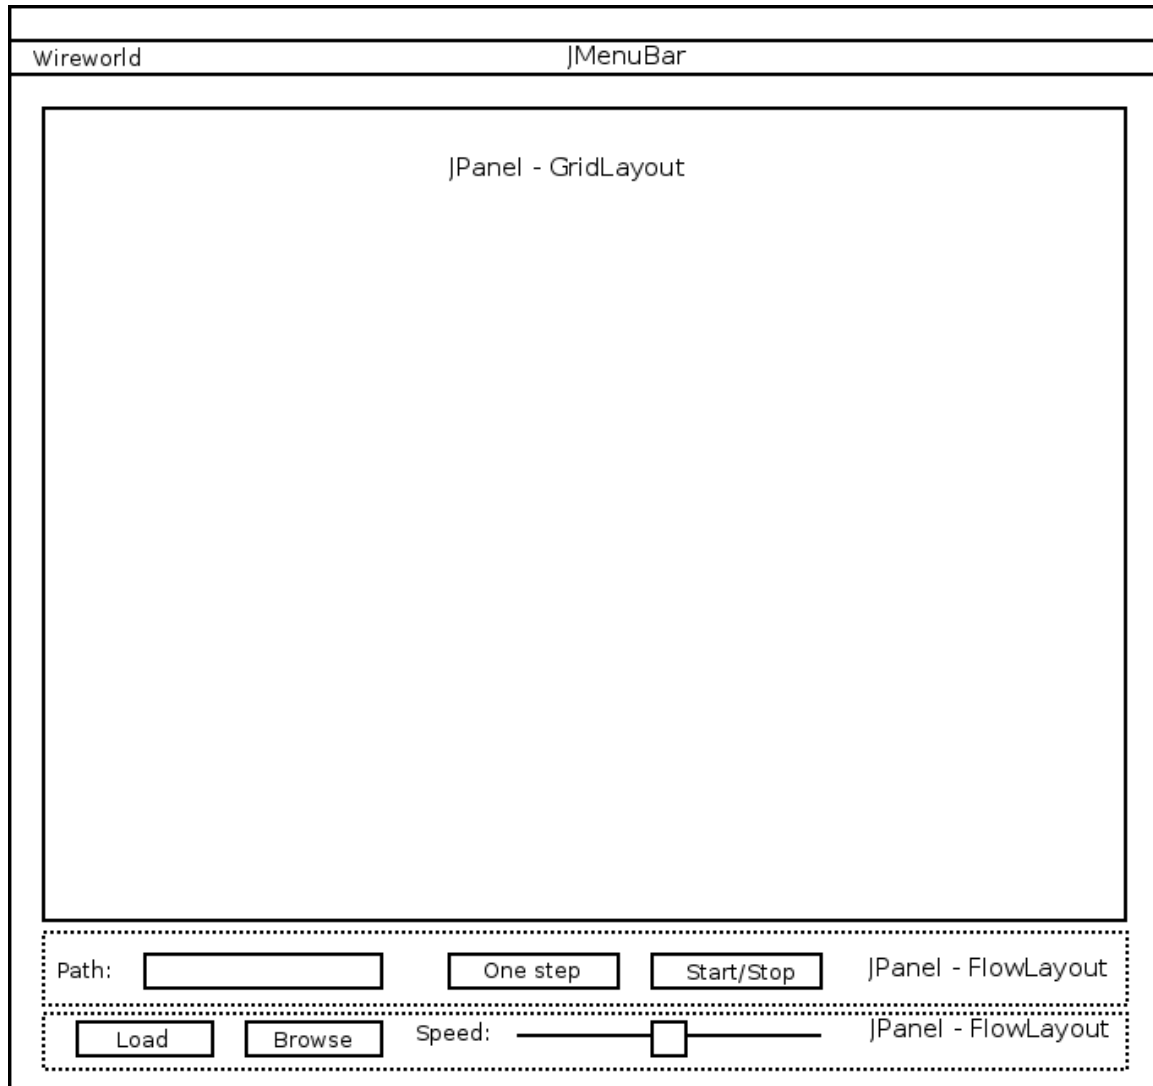 Wireworld JMenuBar
JPanel - GridLayout
Path: One step Start/Stop JPanel - FlowLayout
Load Browse Speed: JPanel - FlowLayout